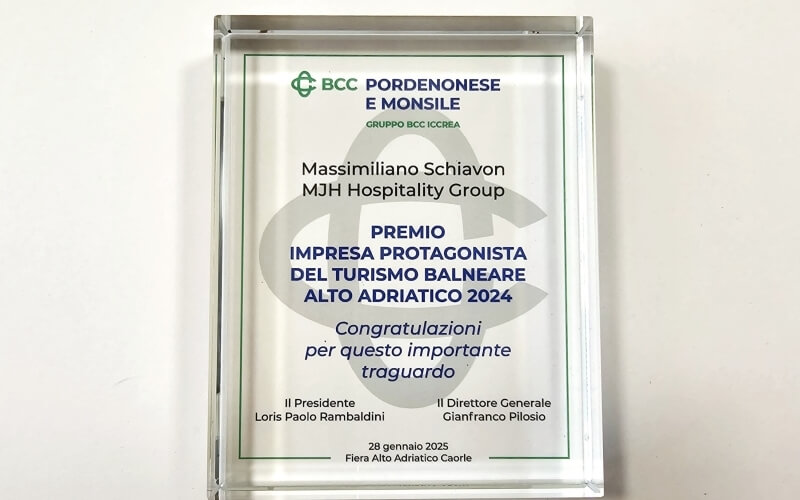 BCC PORDENONESE
E MONSILE
GRUPPO BCC ICCREA
Massimiliano Schiavon
MJH Hospitality Group
PREMIO
IMPRESA PROTAGONISTA
DEL TURISMO BALNEARE
ALTO ADRIATICO 2024
Congratulazioni
per questo importante
traguardo
Il Presidente
Loris Paolo Rambaldini
Il Direttore Generale
Gianfranco Pilosio
28 gennaio 2025
Fiera Alto Adriatico Caorle